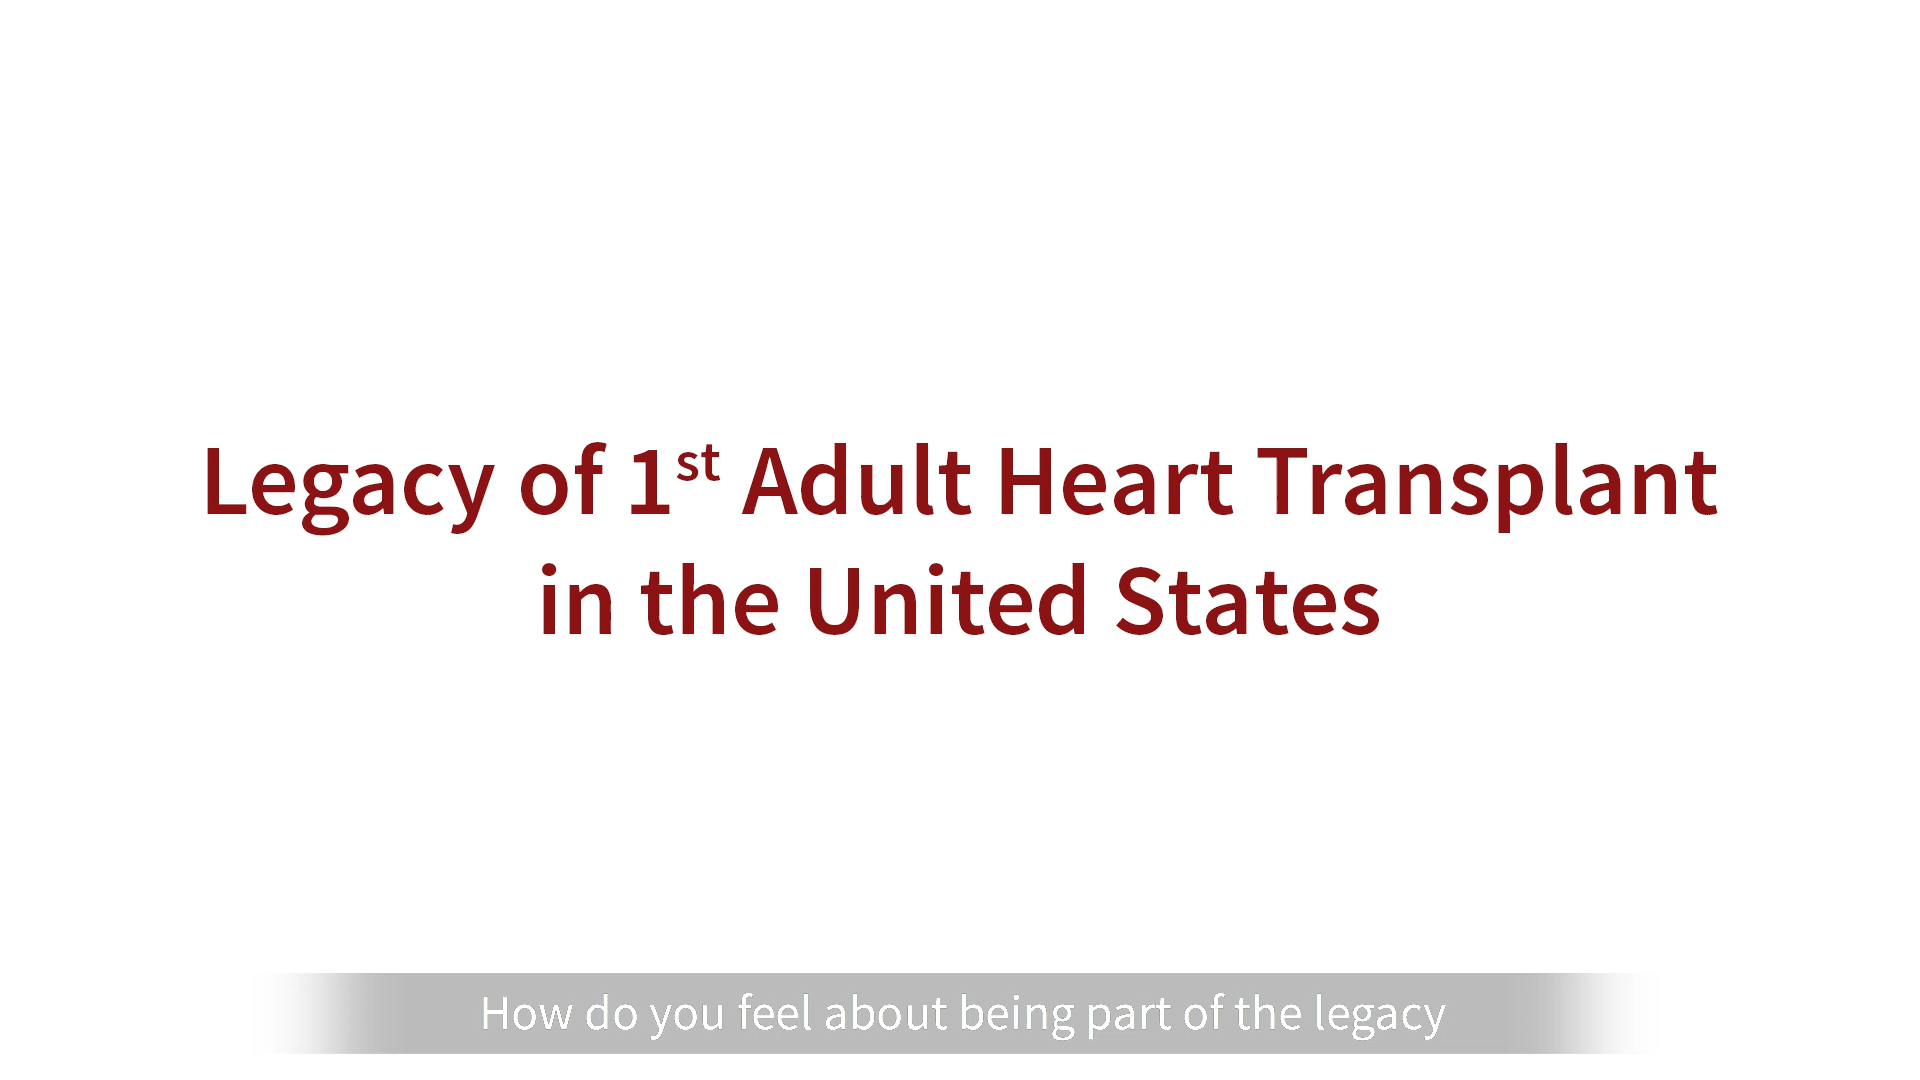 Legacy of 1st Adult Heart Transplant
in the United States
How do you feel about being part of the legacy